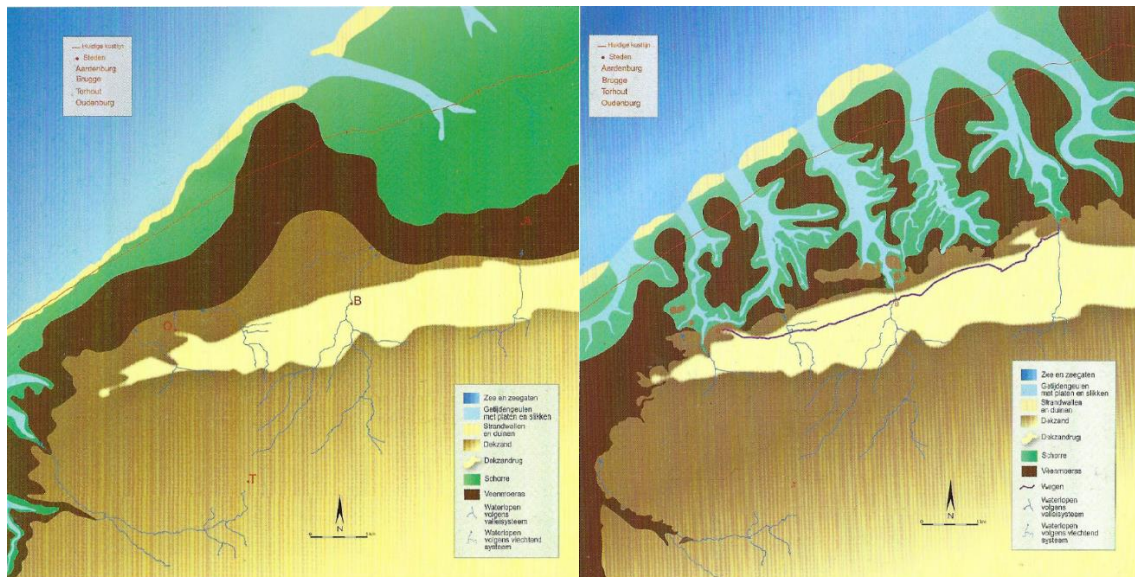 Huidige kustlijn
Steden
Aardenburg
Brugge
Torhout
Oudenburg
A
B
O
T
N
Zee en zeegaten
Getijdengeulen
met platen en slikken
Strandwallen
en duinen
Dekzand
Dekzandrug
Schorre
Veenmoeras
Waterlopen
volgens
valleisysteem
Waterlopen
volgens vlechtend
systeem
Huidige kustlijn
Steden
Aardenburg
Brugge
Torhout
Oudenburg
N
Zee en zeegaten
Getijdengeulen
met platen en slikken
Strandwallen
en duinen
Dekzand
Dekzandrug
Schorre
Veenmoeras
Wegen
Waterlopen
volgens
valleisysteem
Waterlopen
volgens vlechtend
systeem